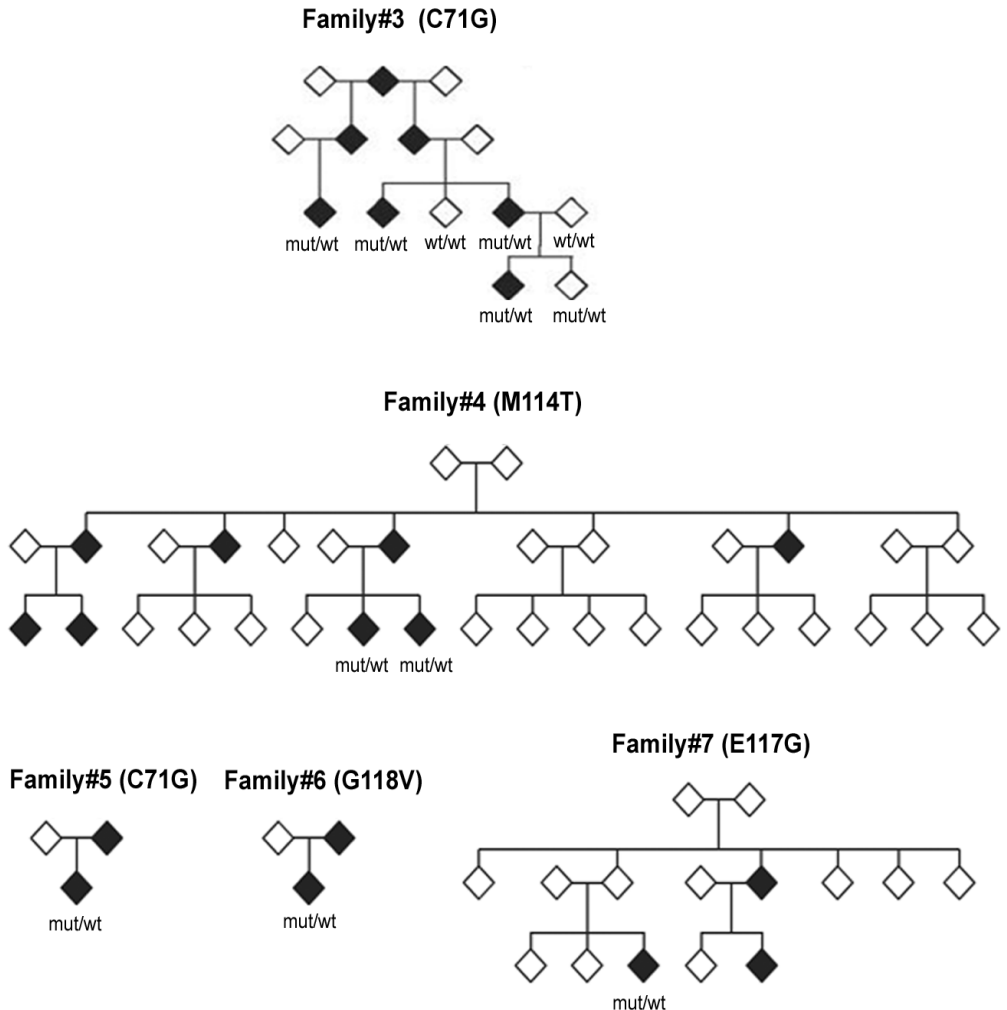 Family#3 (C71G)
mut/wt mut/wt wt/wt mut/wt wt/wt
mut/wt mut/wt
Family#4 (M114T)
mut/wt mut/wt
Family#7 (E117G)
Family#5 (C71G) Family#6 (G118V)
mut/wt mut/wt
mut/wt